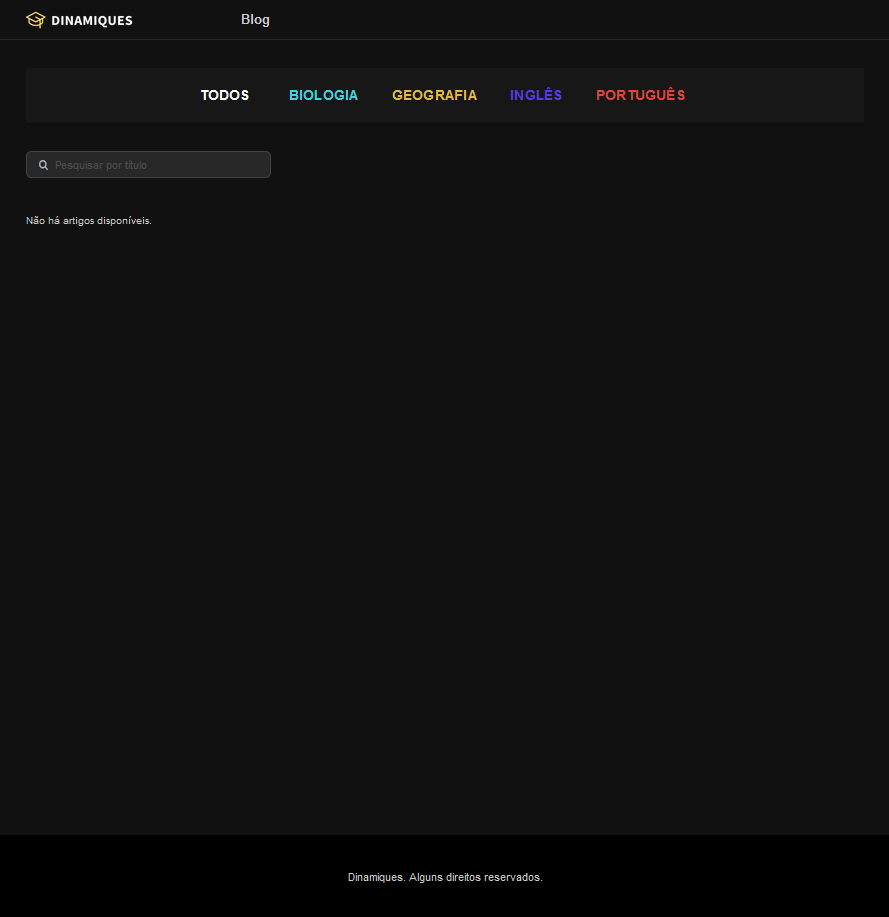 DINAMIQUES Blog
TODOS BIOLOGIA GEOGRAFIA INGLÊS PORTUGUÊS
Pesquisar por título
Não há artigos disponíveis.
Dinamiques. Alguns direitos reservados.